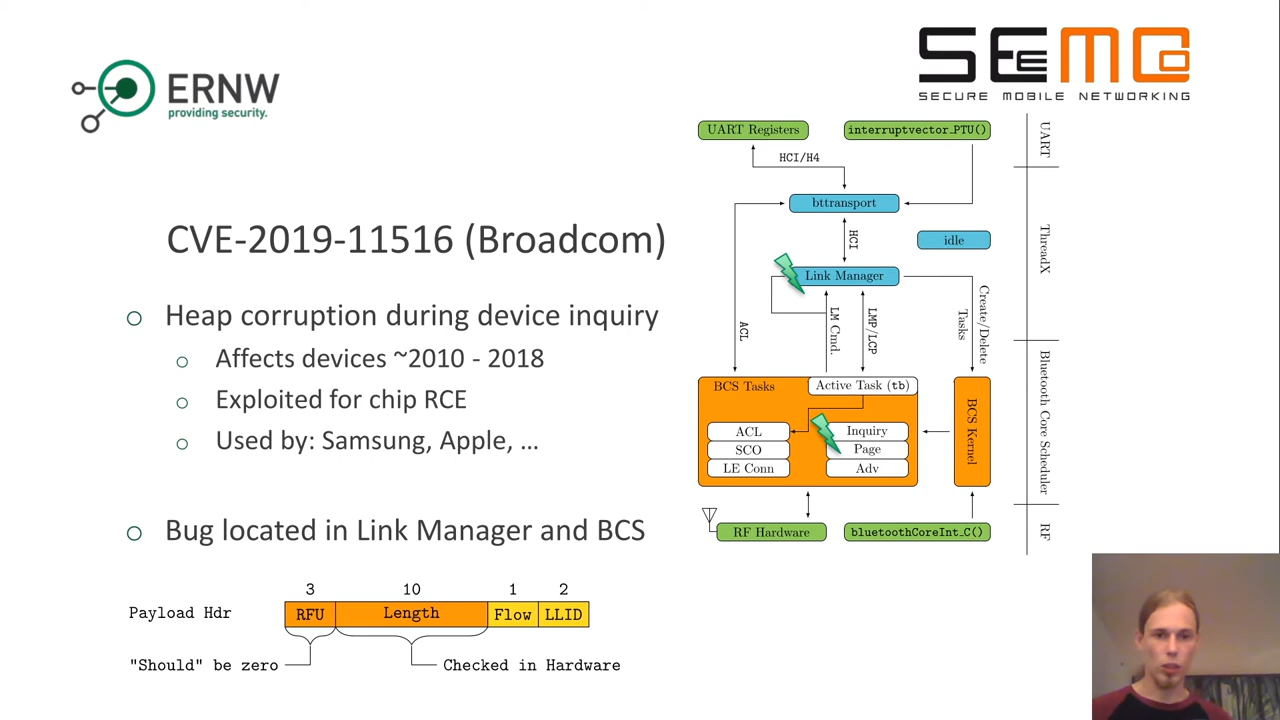 ERNW
providing security.
SEEMOO
SECURE MOBILE NETWORKING
CVE-2019-11516 (Broadcom)
Heap corruption during device inquiry
Affects devices ~2010 - 2018
Exploited for chip RCE
Used by: Samsung, Apple, ...
Bug located in Link Manager and BCS
3 10 1 2
Payload Hdr RFU Length Flow LLID
"Should" be zero Checked in Hardware
UART Registers interruptvector_PTU()
HCI/H4
bttransport
HCI
idle
Link Manager
ACL
LM Cmd.
LMP/LCP
Create/Delete
Tasks
BCS Tasks Active Task (tb)
ACL Inquiry
SCO Page
LE Conn Adv
BCS Kernel
RF Hardware bluetoothCoreInt_C()
UART
ThreadX
Bluetooth Core Scheduler
RF